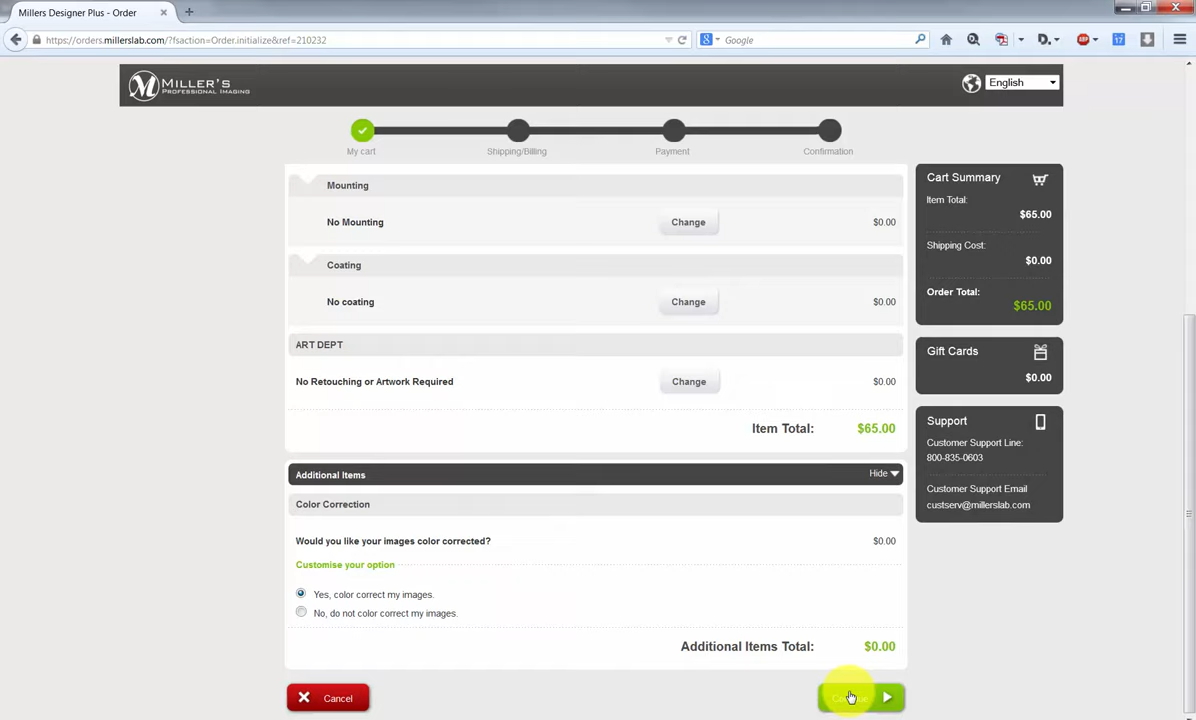 Millers Designer Plus - Order
https://orders.millerslab.com/?fsaction=Order.initialize&ref=210232
Google
MILLER'S
PROFESSIONAL IMAGING
English
My cart
Shipping/Billing
Payment
Confirmation
Mounting
No Mounting
Change
$0.00
Coating
No coating
Change
$0.00
ART DEPT
No Retouching or Artwork Required
Change
$0.00
Item Total:
$65.00
Additional Items
Hide
Color Correction
Would you like your images color corrected?
$0.00
Customise your option
Yes, color correct my images.
No, do not color correct my images.
Additional Items Total:
$0.00
Cancel
Cart Summary
Item Total:
$65.00
Shipping Cost:
$0.00
Order Total:
$65.00
Gift Cards
$0.00
Support
Customer Support Line:
800-835-0603
Customer Support Email
custserv@millerslab.com